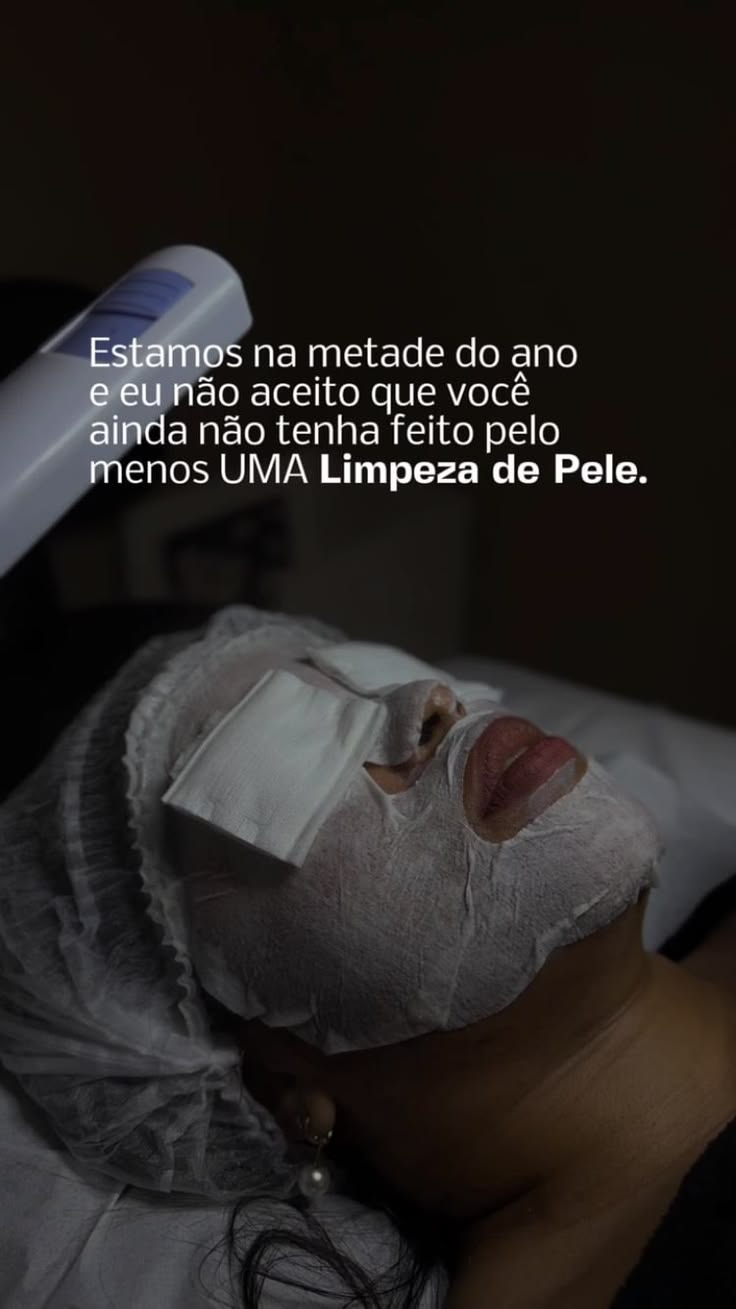 Estamos na metade do ano
e eu não aceito que você
ainda não tenha feito pelo
menos UMA Limpeza de Pele.